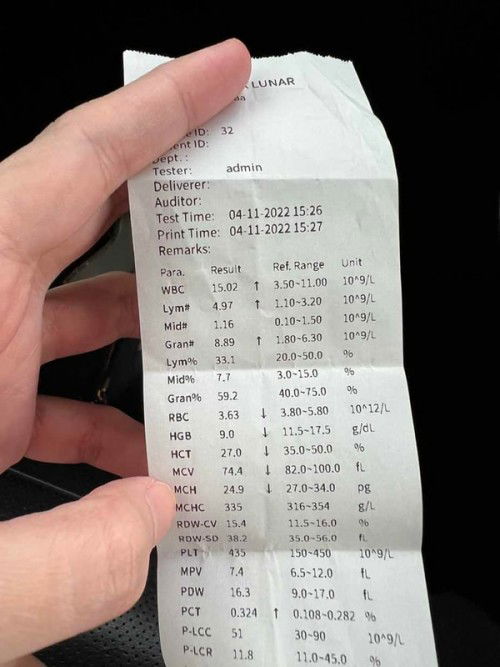 LUNAR
ID: 32
ent ID:
Dept. :
Tester: admin
Deliverer:
Auditor:
Test Time: 04-11-2022 15:26
Print Time: 04-11-2022 15:27
Remarks:
Para. Result Ref. Range Unit
WBC 15.02 ↑ 3.50~11.00 10^9/L
Lym# 4.97 ↑ 1.10~3.20 10^9/L
Mid# 1.16 0.10~1.50 10^9/L
Gran# 8.89 ↑ 1.80~6.30 10^9/L
Lym% 33.1 20.0~50.0 %
Mid% 7.7 3.0~15.0 %
Gran% 59.2 40.0~75.0 %
RBC 3.63 ↓ 3.80~5.80 10^12/L
HGB 9.0 ↓ 11.5~17.5 g/dL
HCT 27.0 ↓ 35.0~50.0 %
MCV 74.4 ↓ 82.0~100.0 fL
MCH 24.9 ↓ 27.0~34.0 pg
MCHC 335 316~354 g/L
RDW-CV 15.4 11.5~16.0 %
RDW-SD 38.2 35.0~56.0 fL
PLT 435 150~450 10^9/L
MPV 7.4 6.5~12.0 fL
PDW 16.3 9.0~17.0 fL
PCT 0.324 ↑ 0.108~0.282 %
P-LCC 51 30~90 10^9/L
P-LCR 11.8 11.0~45.0 %